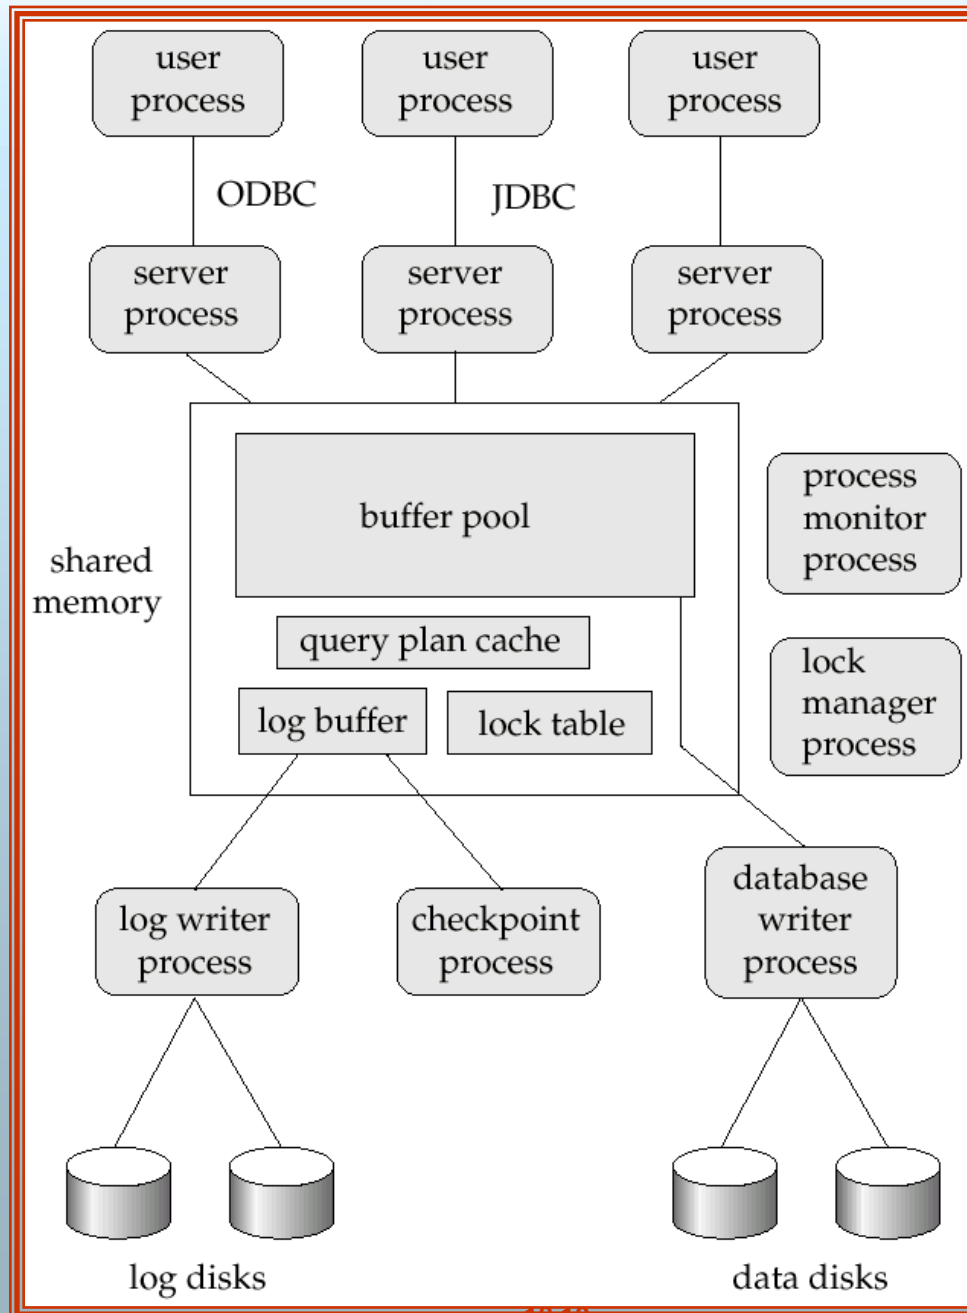 user
process
user
process
user
process
ODBC
JDBC
server
process
server
process
server
process
shared
memory
buffer pool
query plan cache
log buffer
lock table
process
monitor
process
lock
manager
process
log writer
process
checkpoint
process
database
writer
process
log disks
data disks